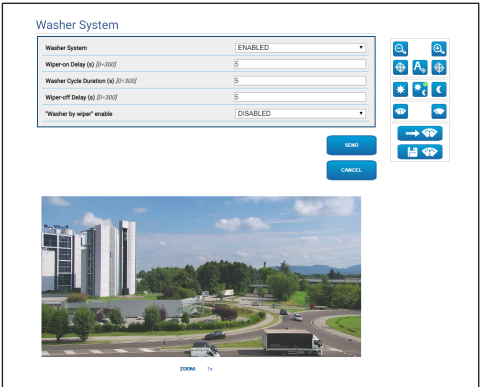 Washer System
Washer System ENABLED
Wiper-on Delay (s) [0÷300] 5
Washer Cycle Duration (s) [0÷300] 5
Wiper-off Delay (s) [0÷300] 5
"Washer by wiper" enable DISABLED
A
SEND
CANCEL
ZOOM: 1x